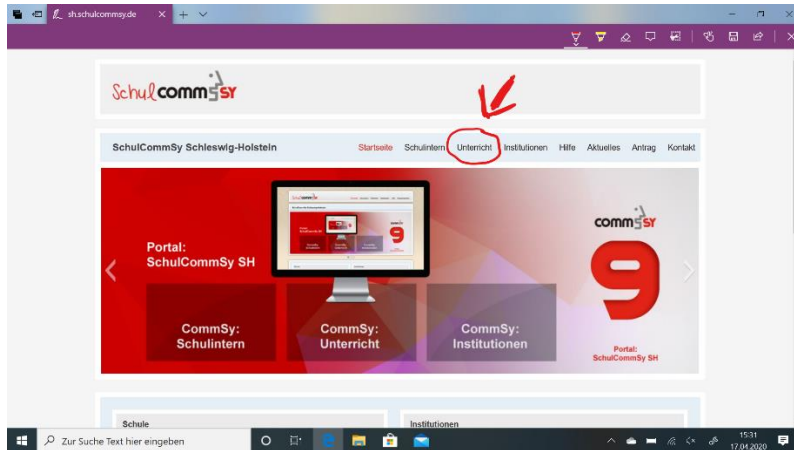 sh.schulcommsy.de
Schulcommsy
SchulCommSy Schleswig-Holstein
Startseite Schulintern Unterricht Institutionen Hilfe Aktuelles Antrag Kontakt
Portal:
SchulCommSy SH
commsy
9
CommSy:
Schulintern
CommSy:
Unterricht
CommSy:
Institutionen
Portal:
SchulCommSy SH
Schule
Institutionen
Zur Suche Text hier eingeben
15:31
17.04.2020